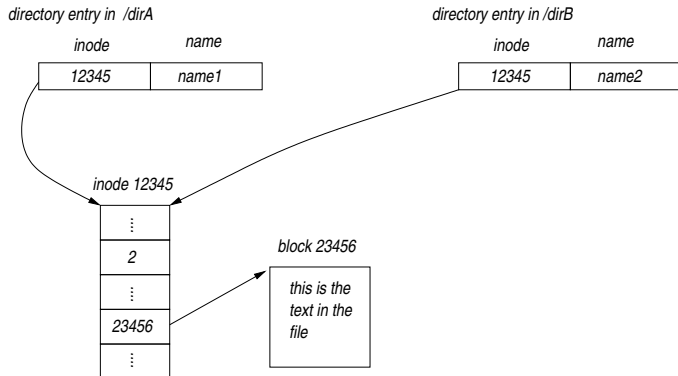 directory entry in /dirA
directory entry in /dirB
inode name
inode name
12345 name1
12345 name2
inode 12345
⋮
2
⋮
23456
⋮
block 23456
this is the
text in the
file